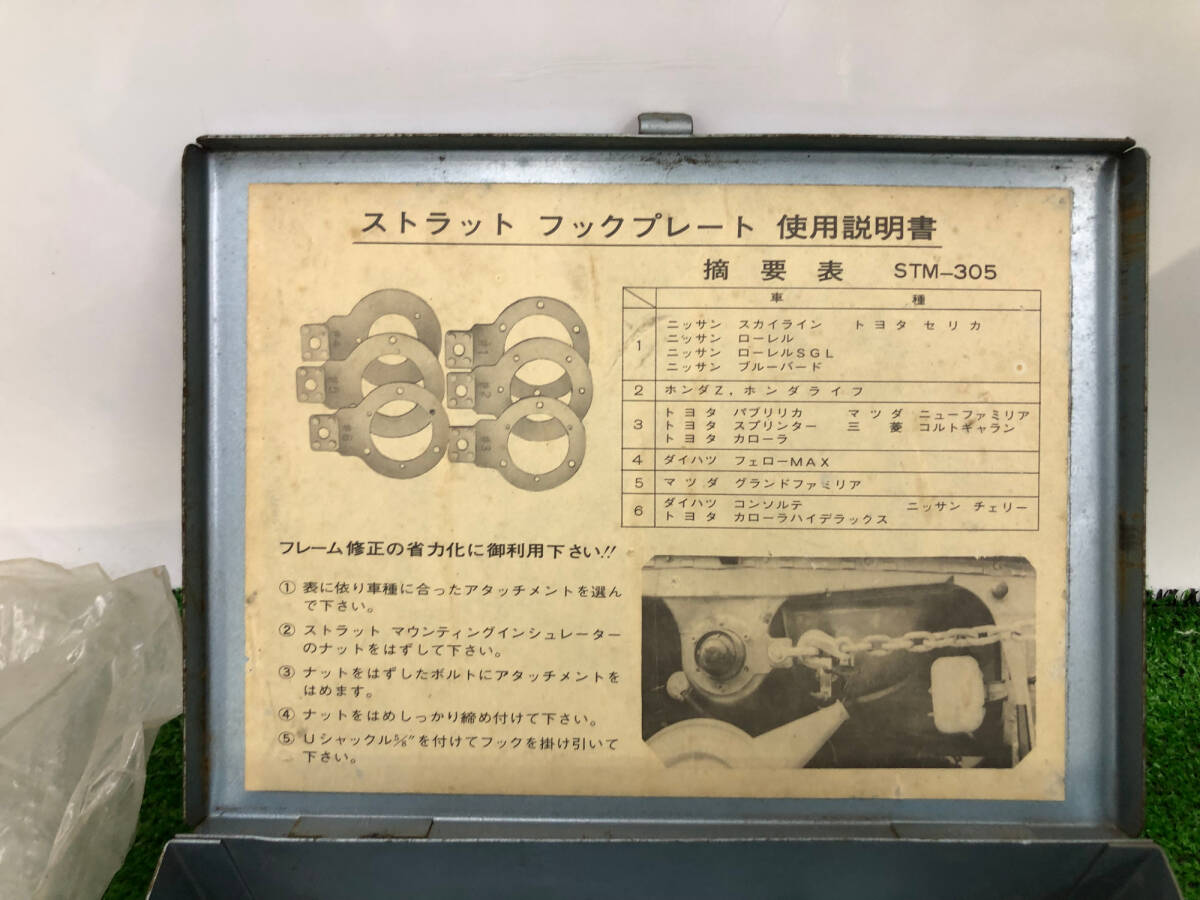 ストラット フックプレート 使用説明書
摘要表 STM-305
車種
1
ニッサン スカイライン トヨタ セリカ
ニッサン ローレル
ニッサン ローレルSGL
ニッサン ブルーバード
2 ホンダZ，ホンダライフ
3
トヨタ パブリリカ マツダ ニューファミリア
トヨタ スプリンター 三菱 コルトギャラン
トヨタ カローラ
4 ダイハツ フェローMAX
5 マツダ グランドファミリア
6
ダイハツ コンソルテ ニッサン チェリー
トヨタ カローラハイデラックス
#4
#5
#6
#1
#2
#3
フレーム修正の省力化に御利用下さい!!
① 表に依り車種に合ったアタッチメントを選ん
で下さい。
② ストラット マウンティングインシュレーター
のナットをはずして下さい。
③ ナットをはずしたボルトにアタッチメントを
はめます。
④ ナットをはめしっかり締め付けて下さい。
⑤ Uシャックル5/8"を付けてフックを掛け引いて
下さい。